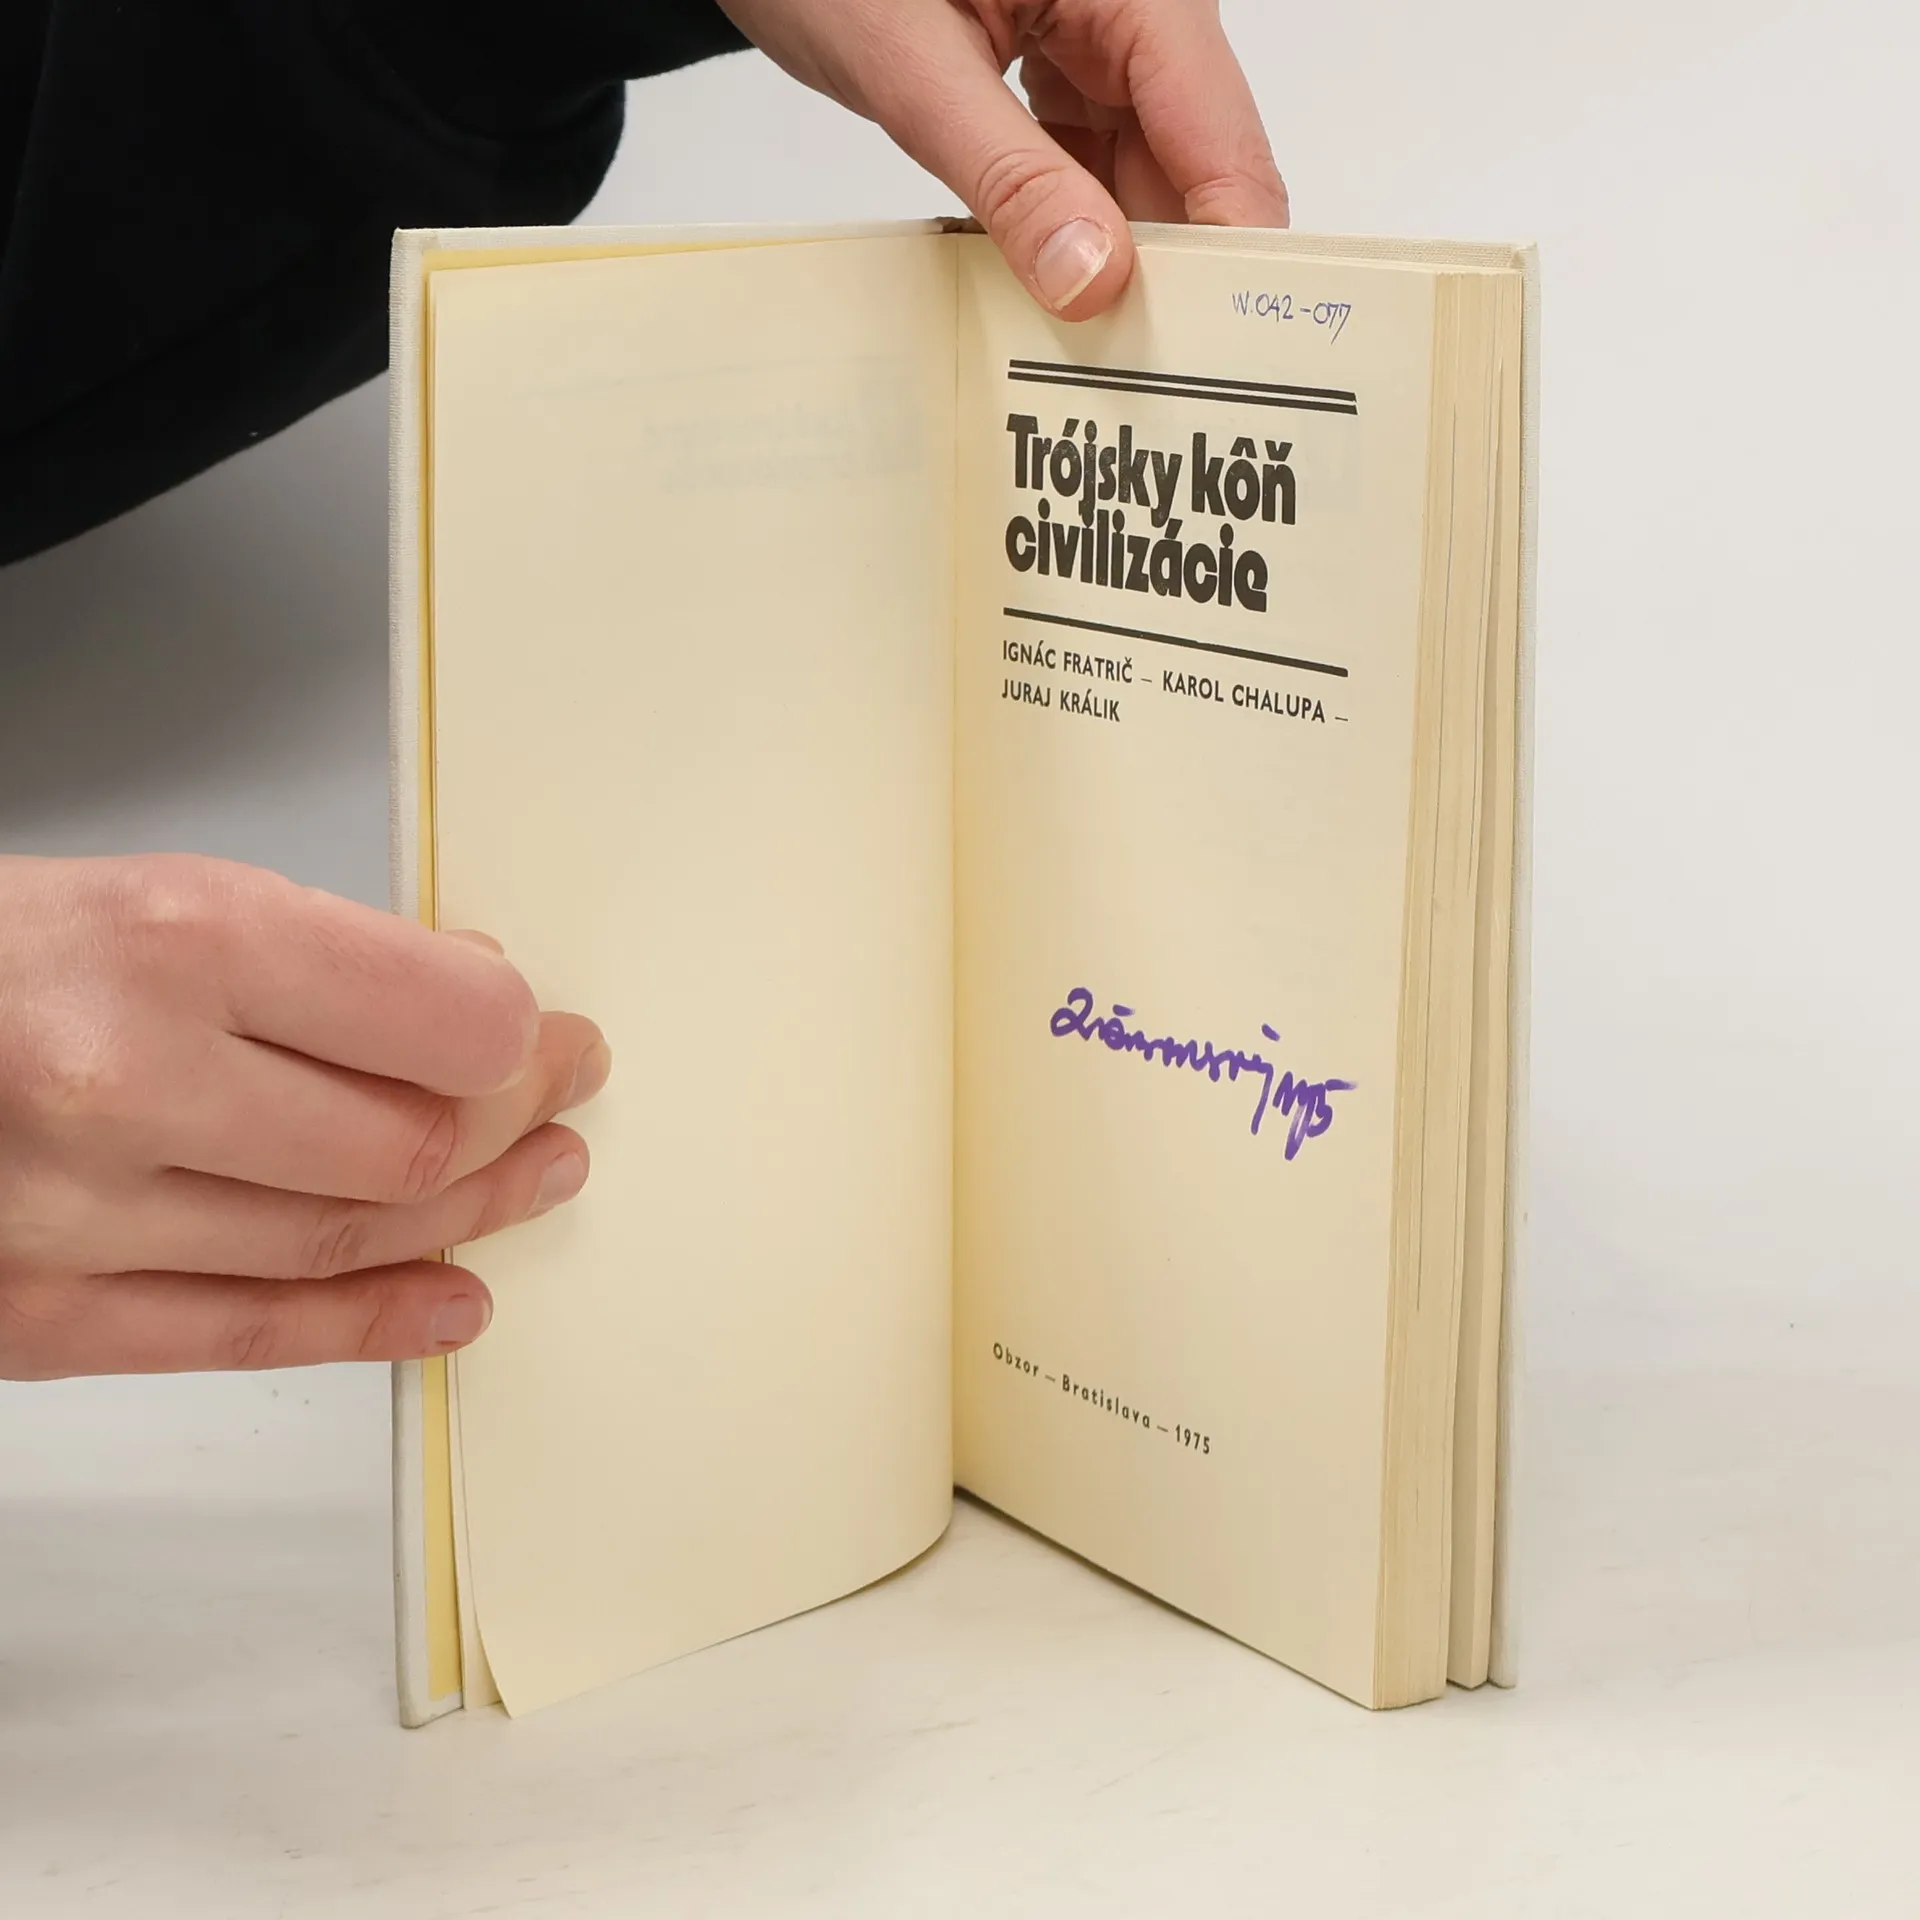 W.042-077
Trójsky kôň
civilizácie
IGNÁC FRATRIČ – KAROL CHALUPA –
JURAJ KRÁLIK
Obzor – Bratislava – 1975